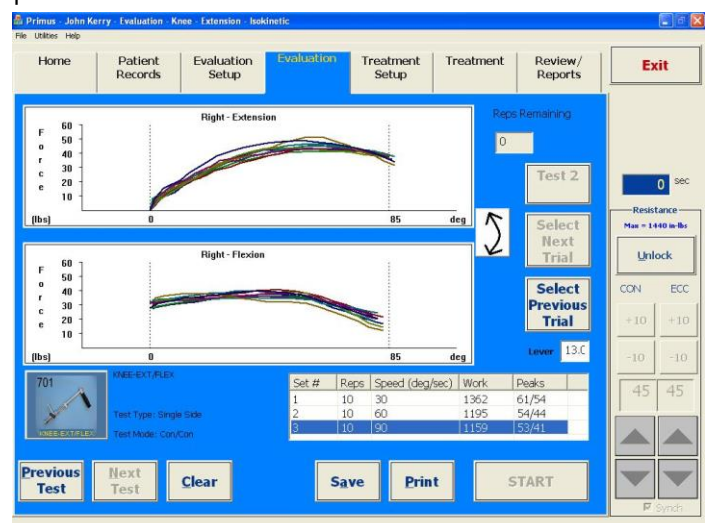 Primus - John Kerry - Evaluation - Knee - Extension - Isokinetic
File Utilities Help
Home Patient Records Evaluation Setup Evaluation Treatment Setup Treatment Review/ Reports Exit
Right - Extension
Reps Remaining
0
Force
60
50
40
30
20
10
(lbs) 0 85 deg
Test 2
Select Next Trial
0 sec
Resistance
Max = 1440 in-lbs
Unlock
Right - Flexion
Force
60
50
40
30
20
10
(lbs) 0 85 deg
Select Previous Trial
Lever 13.0
CON ECC
+10 +10
-10 -10
45 45
701
KNEE-EXT/FLEX
KNEE-EXT/FLEX
Test Type: Single Side
Test Mode: Con/Con
Set # Reps Speed (deg/sec) Work Peaks
1 10 30 1362 61/54
2 10 60 1195 54/44
3 10 90 1159 53/41
Previous Test Next Test Clear Save Print START
Synch